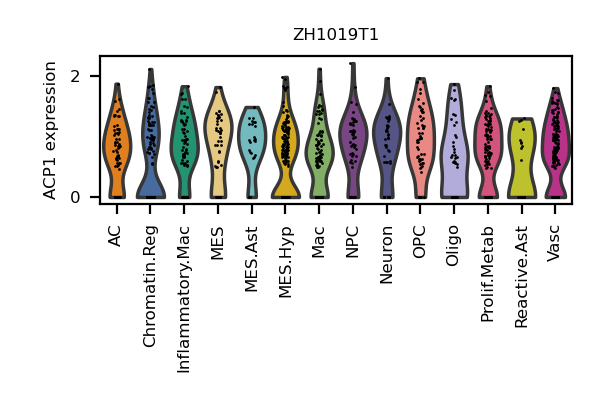 ZH1019T1
ACP1 expression
2
0
AC
Chromatin.Reg
Inflammatory.Mac
MES
MES.Ast
MES.Hyp
Mac
NPC
Neuron
OPC
Oligo
Prolif.Metab
Reactive.Ast
Vasc